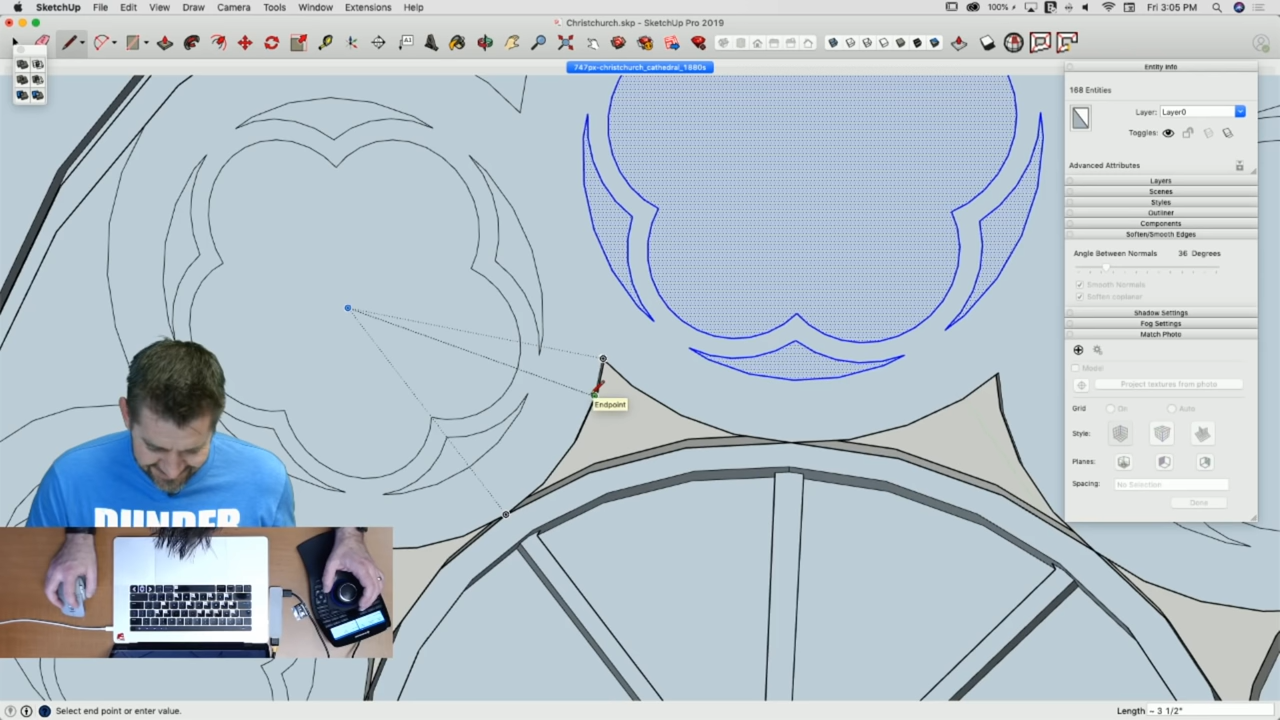 SketchUp File Edit View Draw Camera Tools Window Extensions Help 100% Fri 3:05 PM
Christchurch.skp - SketchUp Pro 2019
747px-christchurch_cathedral_1880s
Entity Info
168 Entities
Layer: Layer0
Toggles:
Advanced Attributes
Layers
Scenes
Styles
Outliner
Components
Soften/Smooth Edges
Angle Between Normals 36 Degrees
Smooth Normals
Soften coplanar
Shadow Settings
Fog Settings
Match Photo
Model
Project textures from photo
Grid On Auto
Style:
Planes:
Spacing: No Selection
Done
Endpoint
DUNDER
Select end point or enter value.
Length ~ 3 1/2"